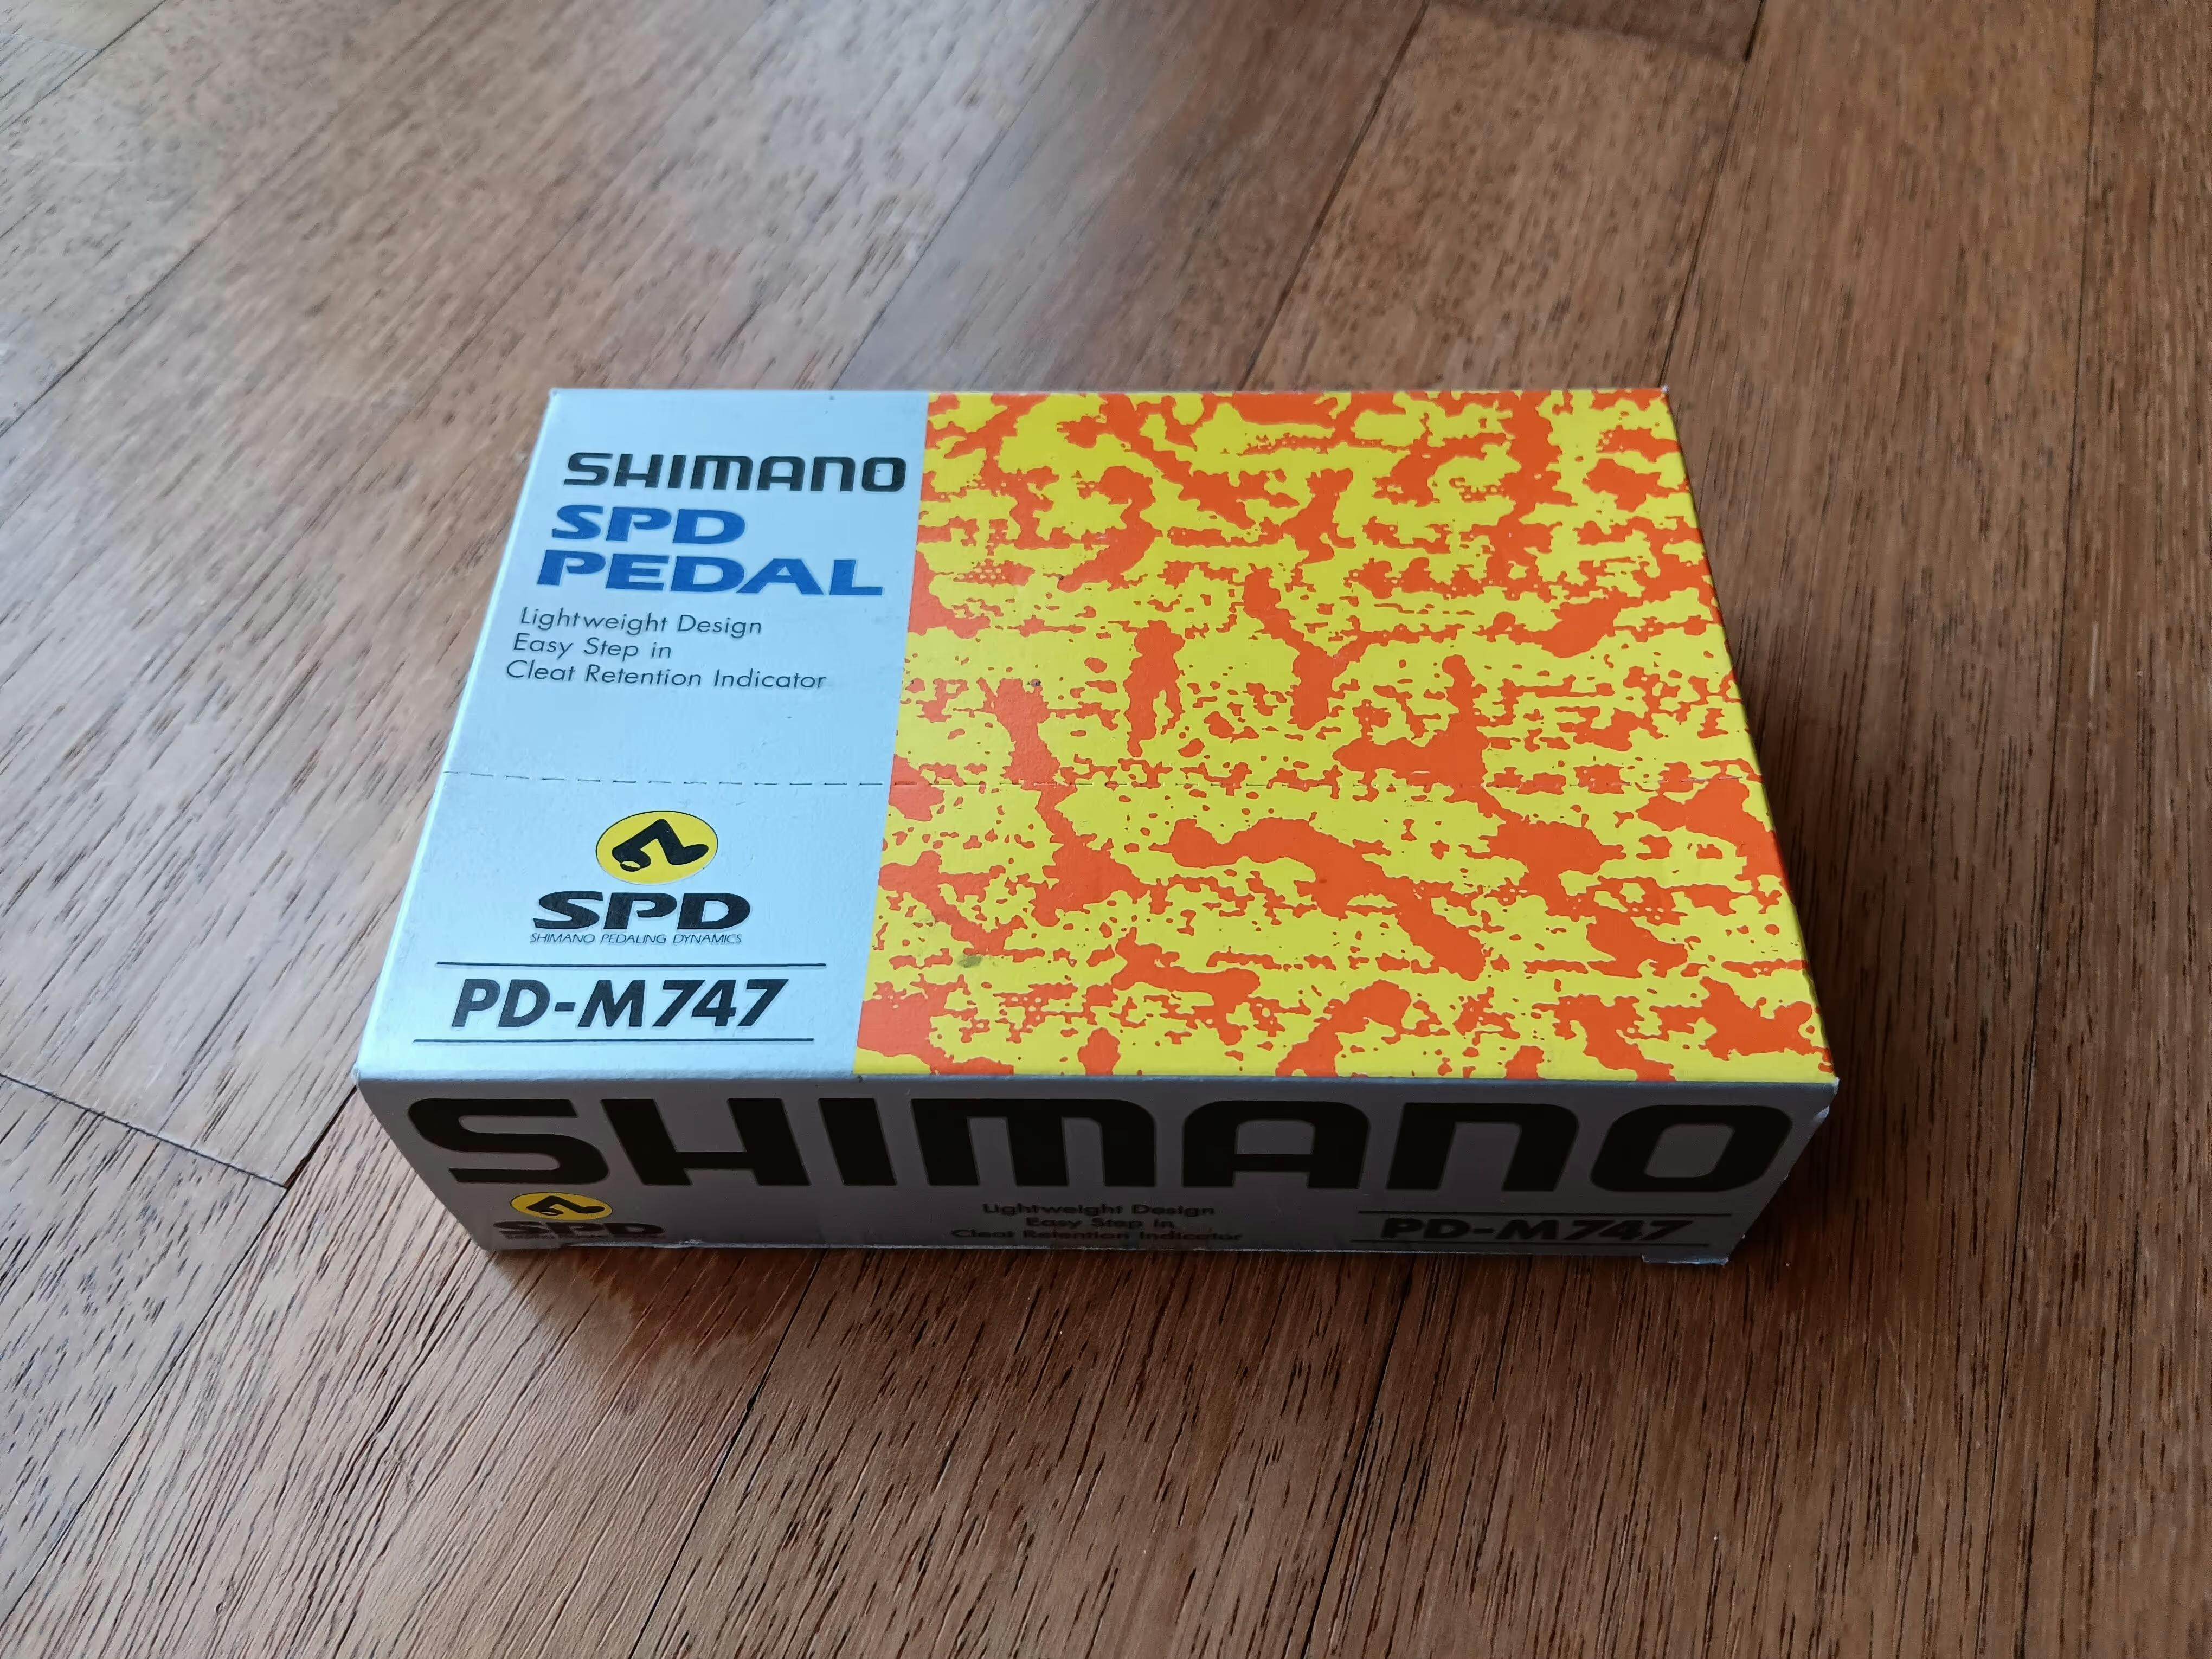 SHIMANO
SPD
PEDAL
Lightweight Design
Easy Step in
Cleat Retention Indicator
SPD
SHIMANO PEDALING DYNAMICS
PD-M747
SHIMANO
SPD
Lightweight Design
Easy Step in
Cleat Retention Indicator
PD-M747